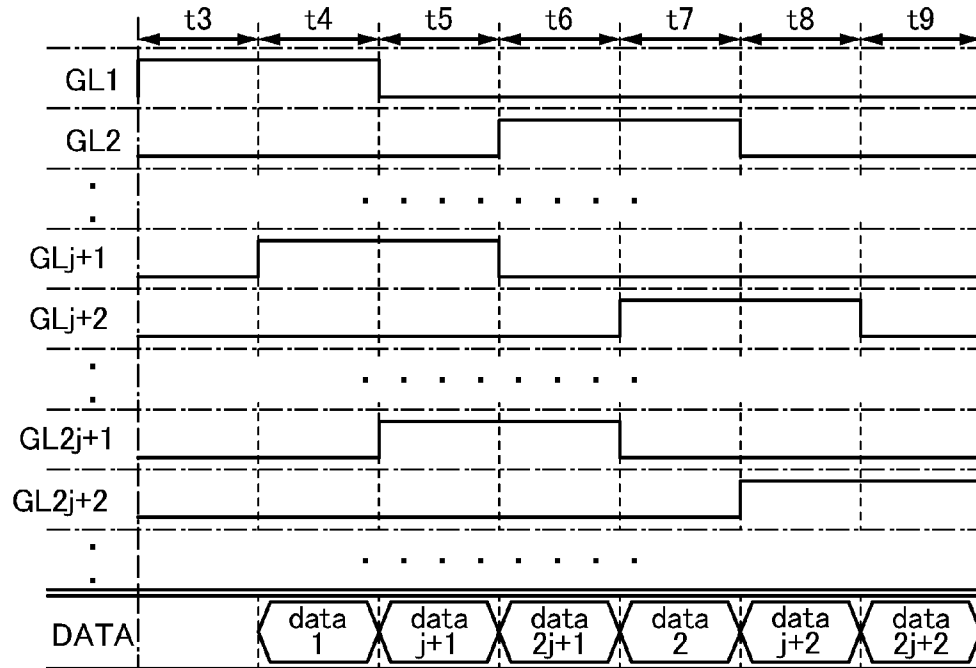 t3 t4 t5 t6 t7 t8 t9
GL1
GL2
GLj+1
GLj+2
GL2j+1
GL2j+2
DATA
data
1
data
j+1
data
2j+1
data
2
data
j+2
data
2j+2